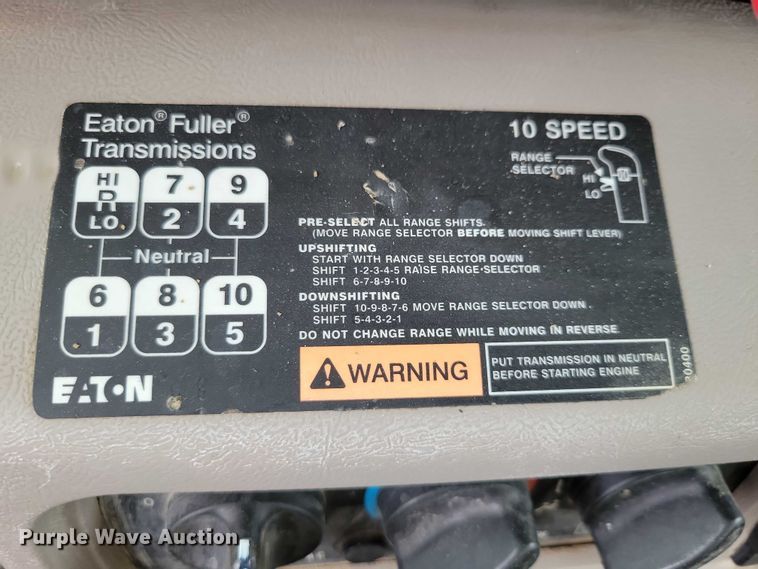 Eaton® Fuller®
Transmissions
10 SPEED
RANGE
SELECTOR
HI
LO
HI
R
LO
7
2
9
4
Neutral
6
1
8
3
10
5
PRE-SELECT ALL RANGE SHIFTS.
(MOVE RANGE SELECTOR BEFORE MOVING SHIFT LEVER)
UPSHIFTING
START WITH RANGE SELECTOR DOWN
SHIFT 1-2-3-4-5 RAISE RANGE-SELECTOR
SHIFT 6-7-8-9-10
DOWNSHIFTING
SHIFT 10-9-8-7-6 MOVE RANGE SELECTOR DOWN
SHIFT 5-4-3-2-1
DO NOT CHANGE RANGE WHILE MOVING IN REVERSE
WARNING
PUT TRANSMISSION IN NEUTRAL
BEFORE STARTING ENGINE
EATON
Purple Wave Auction